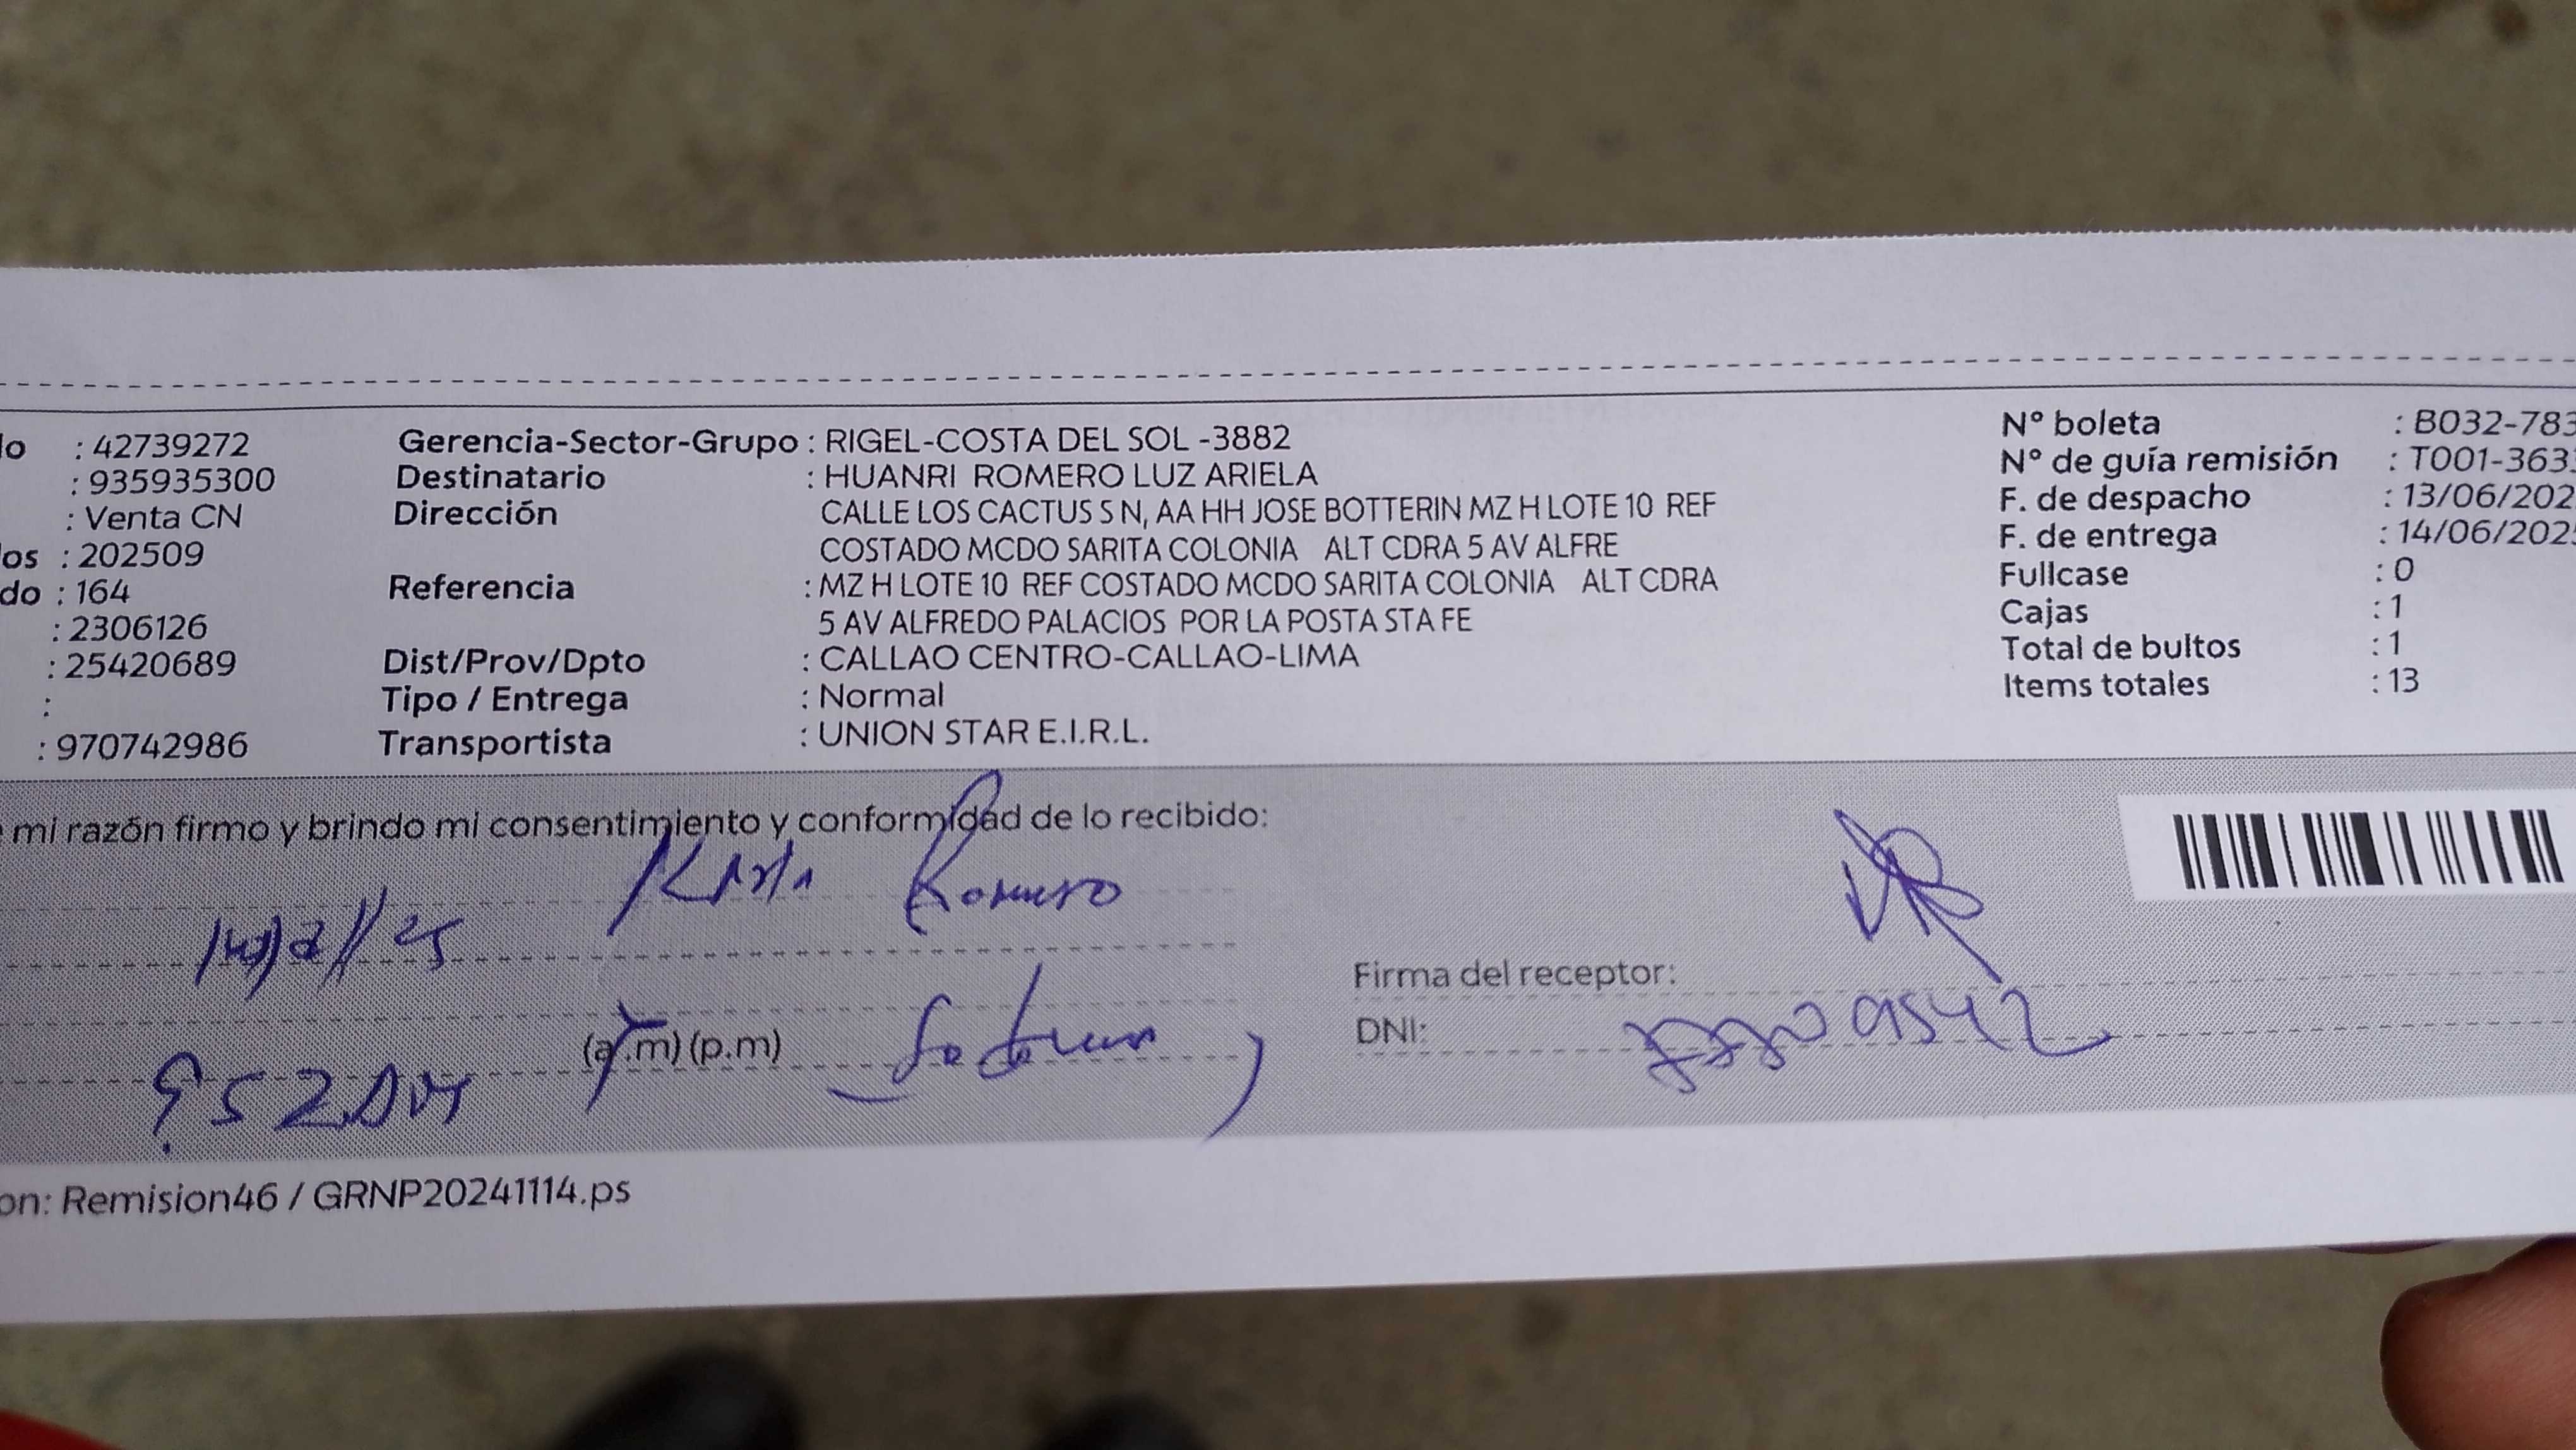 lo : 42739272 Gerencia-Sector-Grupo : RIGEL-COSTA DEL SOL -3882 N° boleta : B032-783
: 935935300 Destinatario : HUANRI ROMERO LUZ ARIELA N° de guía remisión : T001-363
: Venta CN Dirección CALLE LOS CACTUS S N, AA HH JOSE BOTTERIN MZ H LOTE 10 REF F. de despacho : 13/06/202
os : 202509 COSTADO MCDO SARITA COLONIA ALT CDRA 5 AV ALFRE F. de entrega : 14/06/202
do : 164 Referencia : MZ H LOTE 10 REF COSTADO MCDO SARITA COLONIA ALT CDRA Fullcase : 0
: 2306126 5 AV ALFREDO PALACIOS POR LA POSTA STA FE Cajas : 1
: 25420689 Dist/Prov/Dpto : CALLAO CENTRO-CALLAO-LIMA Total de bultos : 1
: Tipo / Entrega : Normal Items totales : 13
: 970742986 Transportista : UNION STAR E.I.R.L.
mi razón firmo y brindo mi consentimiento y conformidad de lo recibido:
Karla Romero
25
Firma del receptor:
(a.m) (p.m) DNI:
on: Remision46 / GRNP20241114.ps